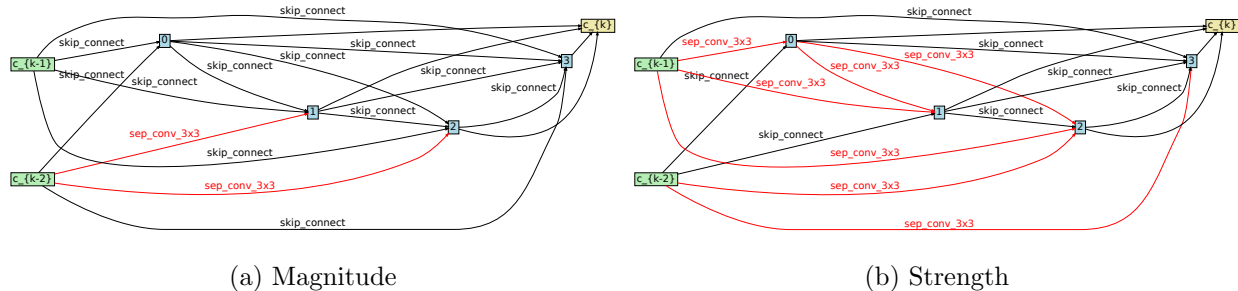 skip_connect
c_{k}
skip_connect
0
skip_connect
3
c_{k-1}
skip_connect
skip_connect
skip_connect
skip_connect
skip_connect
skip_connect
1
skip_connect
2
sep_conv_3x3
skip_connect
c_{k-2}
sep_conv_3x3
skip_connect
(a) Magnitude
skip_connect
c_{k}
sep_conv_3x3
0
skip_connect
3
c_{k-1}
sep_conv_3x3
sep_conv_3x3
sep_conv_3x3
skip_connect
skip_connect
skip_connect
1
skip_connect
2
skip_connect
sep_conv_3x3
c_{k-2}
sep_conv_3x3
sep_conv_3x3
(b) Strength